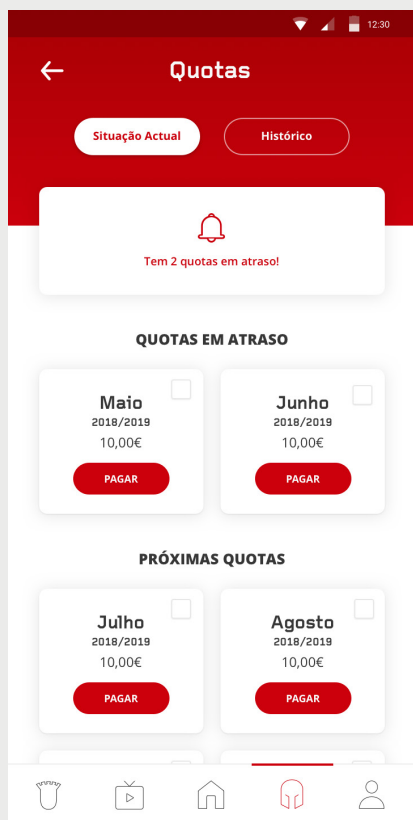 12:30
Quotas
Situação Actual
Histórico
Tem 2 quotas em atraso!
QUOTAS EM ATRASO
Maio
2018/2019
10,00€
PAGAR
Junho
2018/2019
10,00€
PAGAR
PRÓXIMAS QUOTAS
Julho
2018/2019
10,00€
PAGAR
Agosto
2018/2019
10,00€
PAGAR